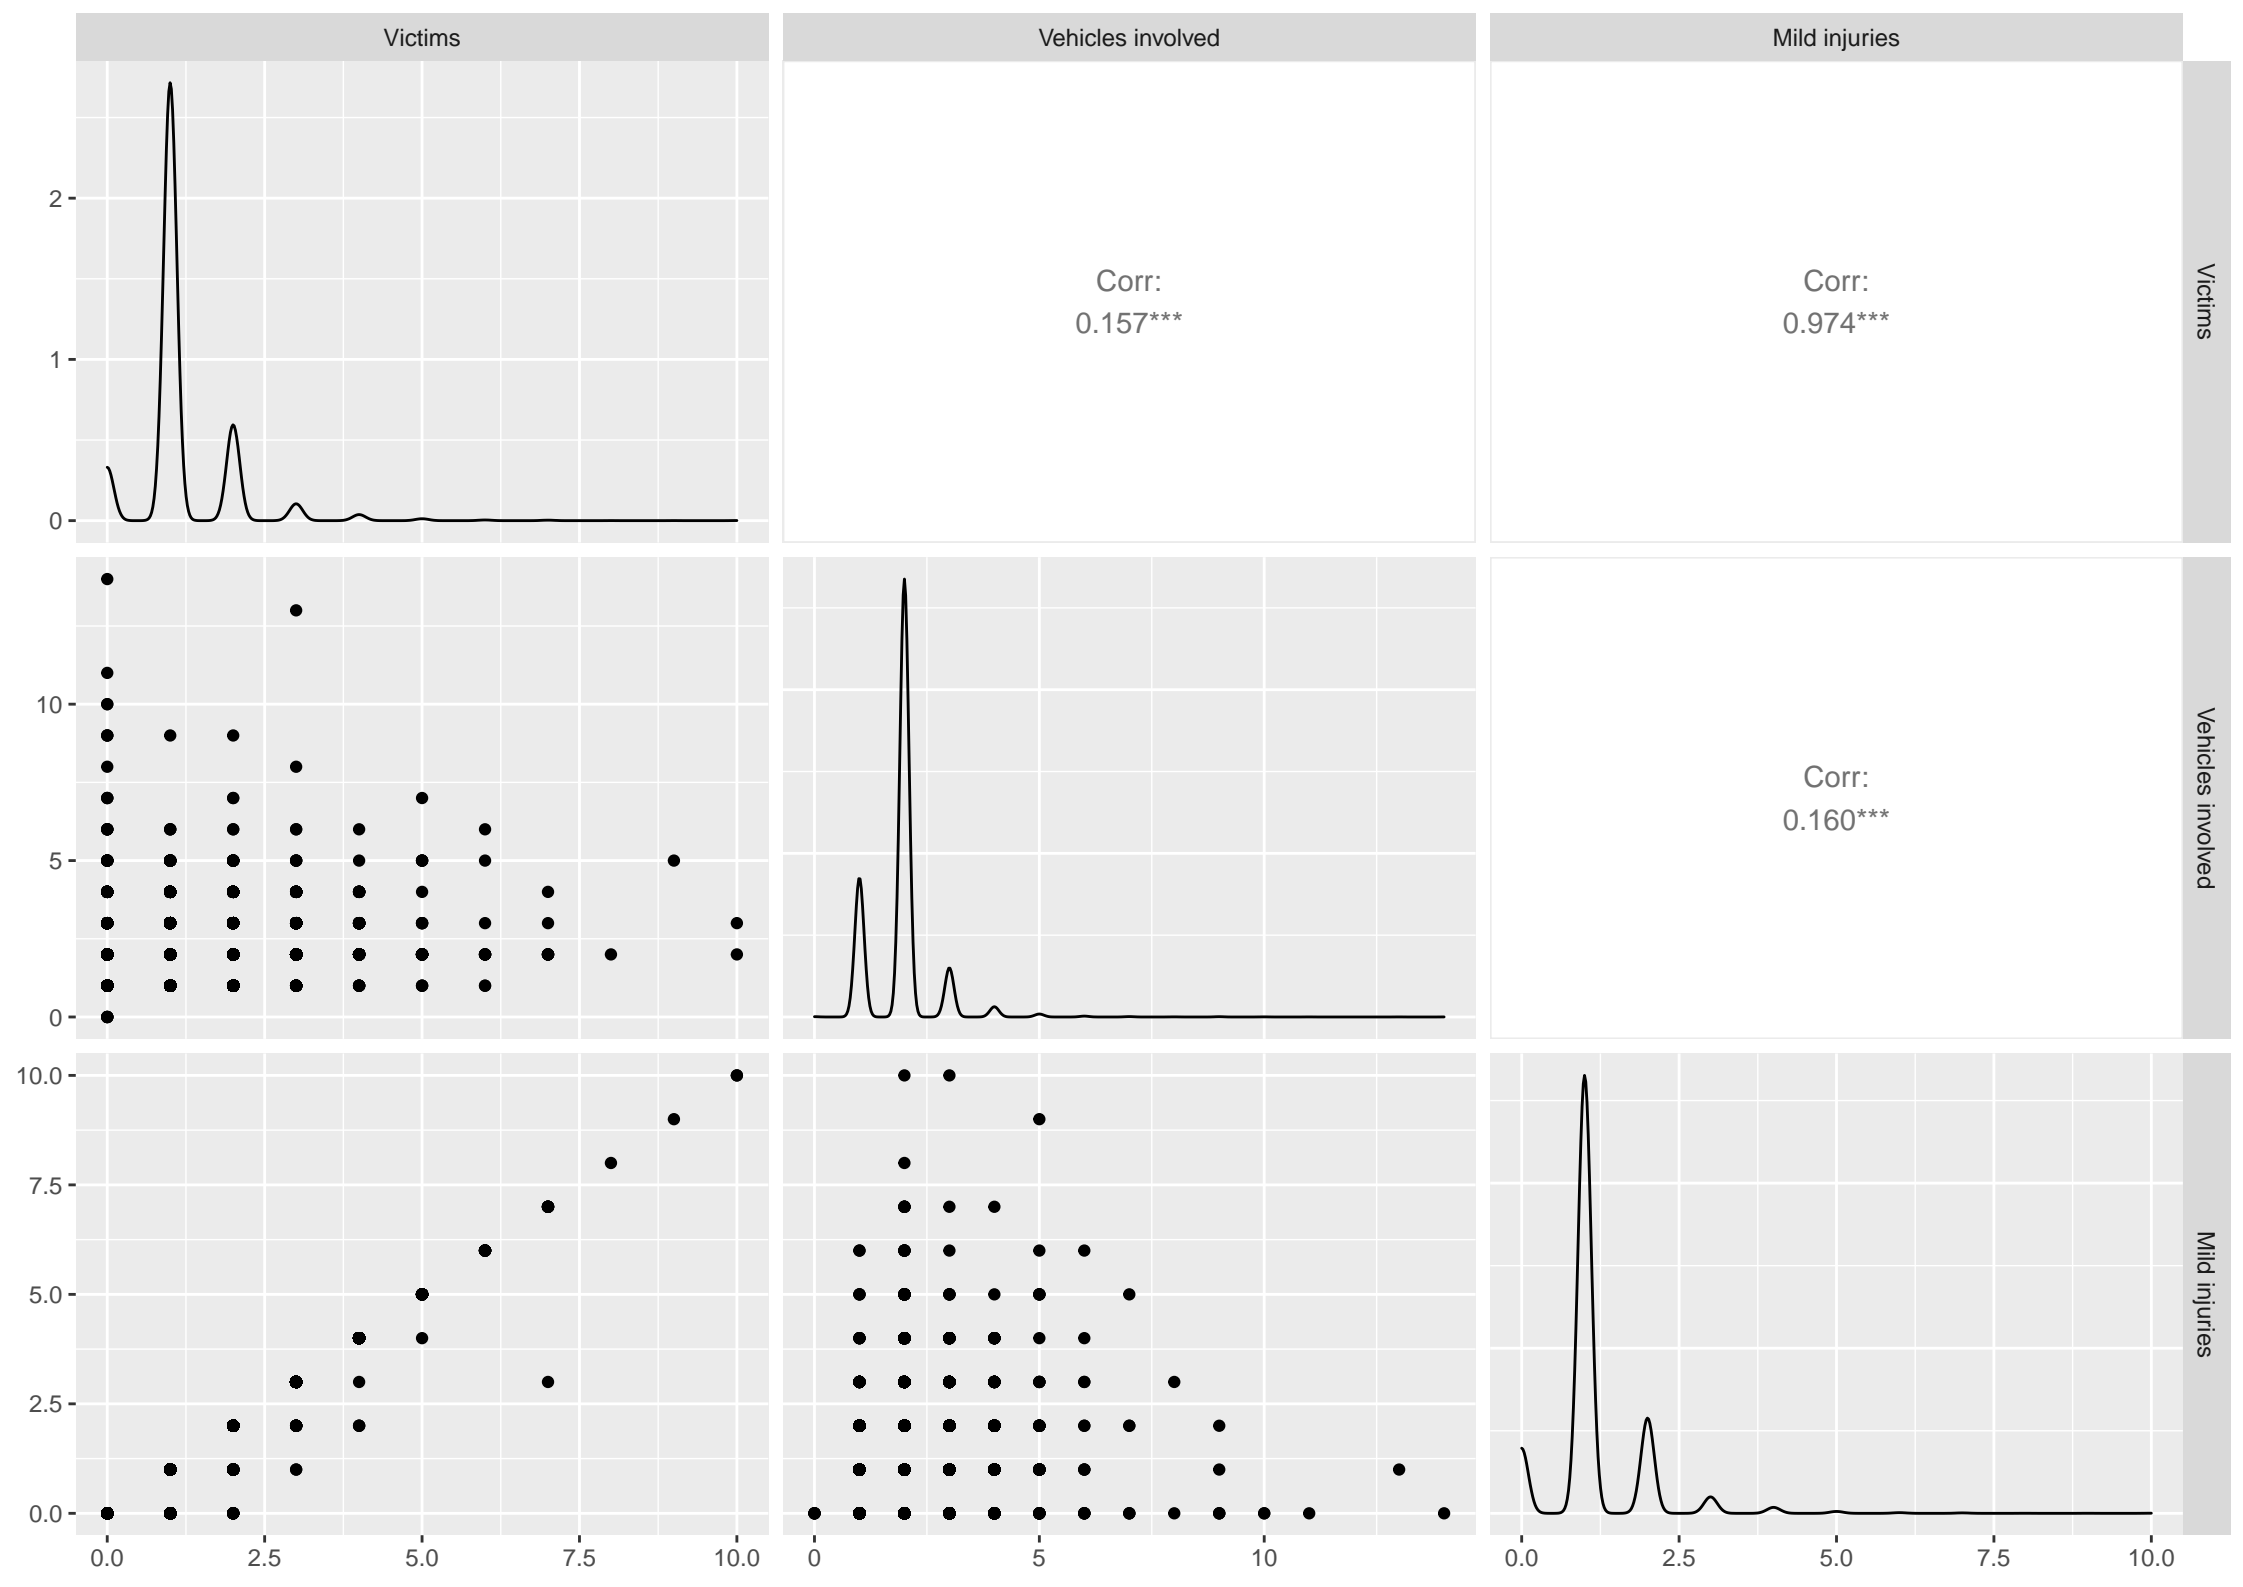 Victims
Vehicles involved
Mild injuries
2
1
0
Corr:
0.157***
Corr:
0.974***
Victims
10
5
0
Corr:
0.160***
Vehicles involved
10.0
7.5
5.0
2.5
0.0
Mild injuries
0.0 2.5 5.0 7.5 10.0
0 5 10
0.0 2.5 5.0 7.5 10.0